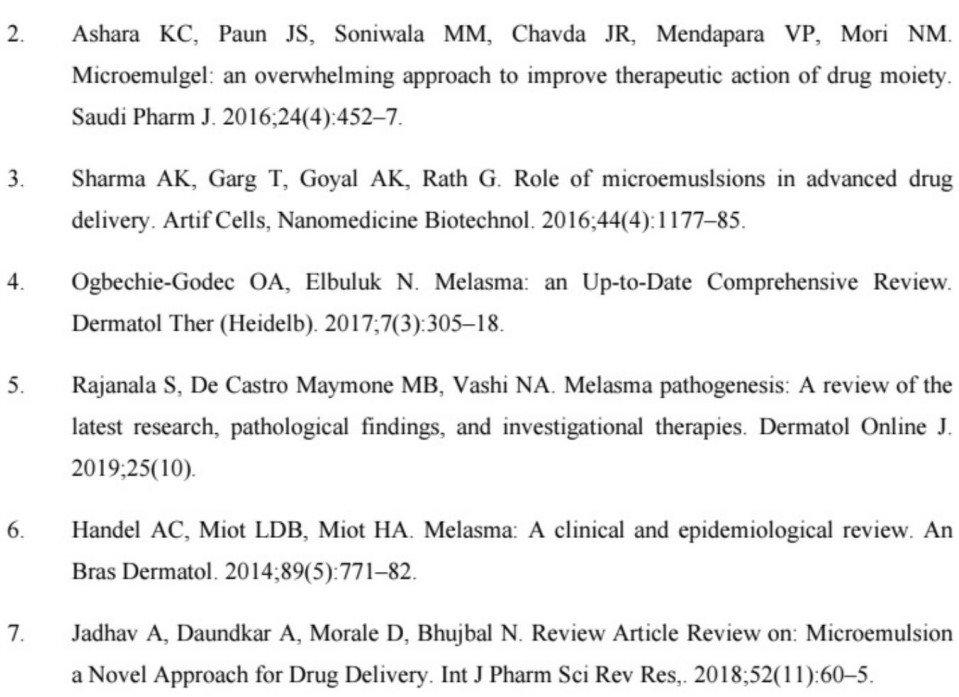 2. Ashara KC, Paun JS, Soniwala MM, Chavda JR, Mendapara VP, Mori NM.
Microemulgel: an overwhelming approach to improve therapeutic action of drug moiety.
Saudi Pharm J. 2016;24(4):452–7.
3. Sharma AK, Garg T, Goyal AK, Rath G. Role of microemuslsions in advanced drug
delivery. Artif Cells, Nanomedicine Biotechnol. 2016;44(4):1177–85.
4. Ogbechie-Godec OA, Elbuluk N. Melasma: an Up-to-Date Comprehensive Review.
Dermatol Ther (Heidelb). 2017;7(3):305–18.
5. Rajanala S, De Castro Maymone MB, Vashi NA. Melasma pathogenesis: A review of the
latest research, pathological findings, and investigational therapies. Dermatol Online J.
2019;25(10).
6. Handel AC, Miot LDB, Miot HA. Melasma: A clinical and epidemiological review. An
Bras Dermatol. 2014;89(5):771–82.
7. Jadhav A, Daundkar A, Morale D, Bhujbal N. Review Article Review on: Microemulsion
a Novel Approach for Drug Delivery. Int J Pharm Sci Rev Res,. 2018;52(11):60–5.